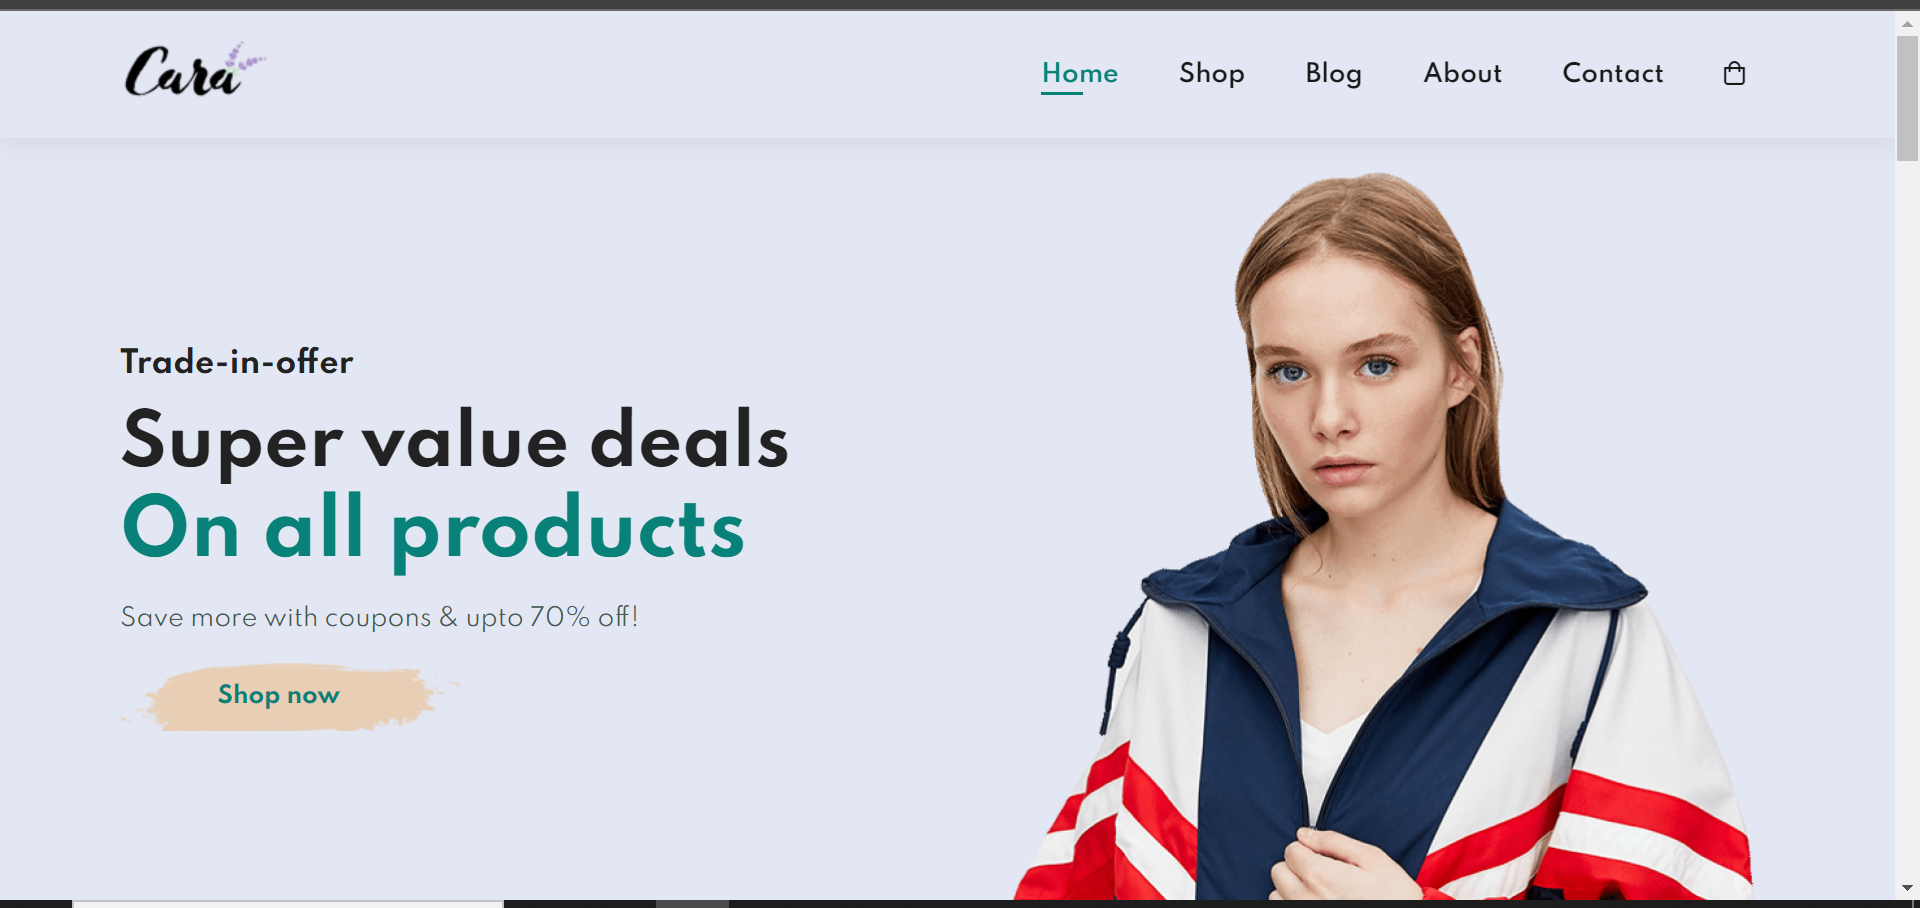 Cara
Home Shop Blog About Contact
Trade-in-offer
Super value deals
On all products
Save more with coupons & upto 70% off!
Shop now